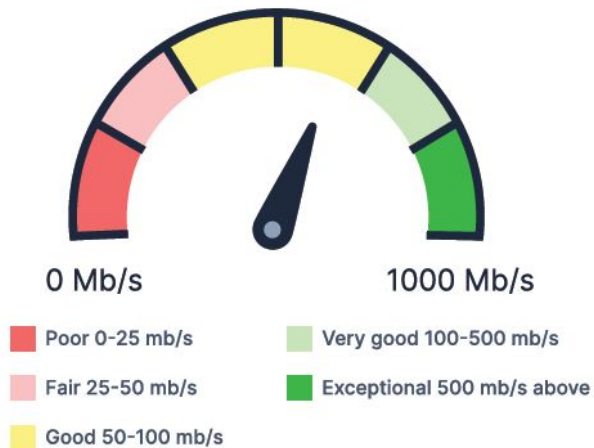 0 Mb/s
1000 Mb/s
Poor 0-25 mb/s
Very good 100-500 mb/s
Fair 25-50 mb/s
Exceptional 500 mb/s above
Good 50-100 mb/s